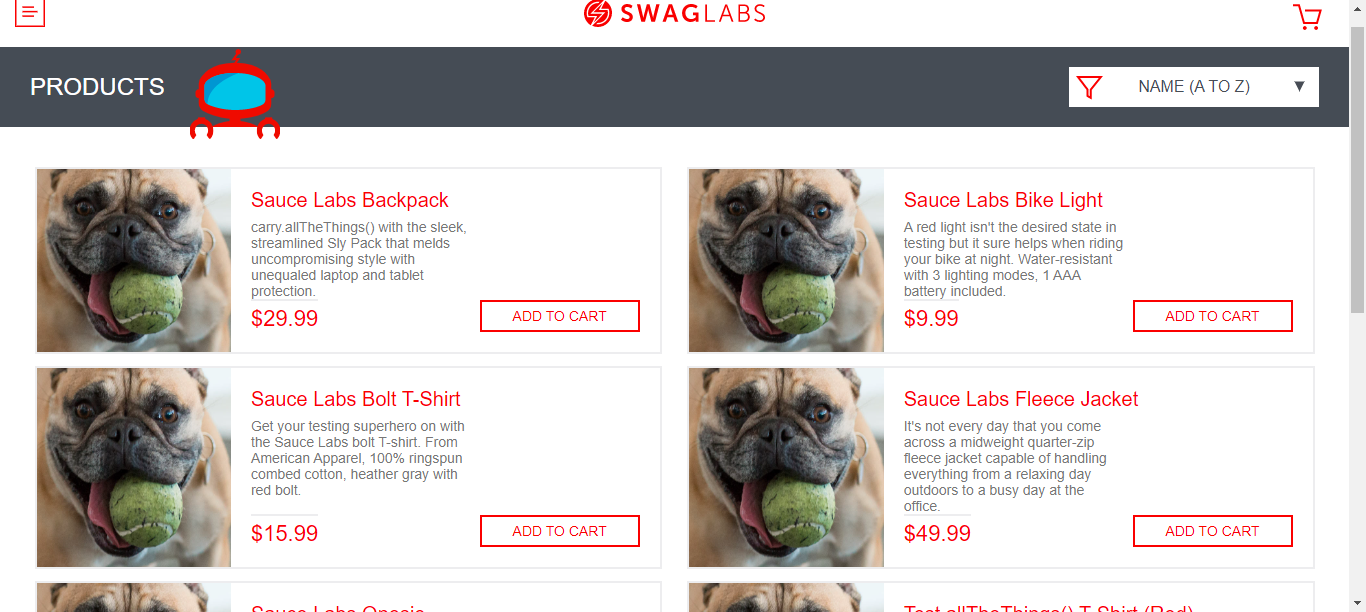 SWAGLABS
PRODUCTS
NAME (A TO Z)
Sauce Labs Backpack
carry.allTheThings() with the sleek,
streamlined Sly Pack that melds
uncompromising style with
unequaled laptop and tablet
protection.
$29.99
ADD TO CART
Sauce Labs Bike Light
A red light isn't the desired state in
testing but it sure helps when riding
your bike at night. Water-resistant
with 3 lighting modes, 1 AAA
battery included.
$9.99
ADD TO CART
Sauce Labs Bolt T-Shirt
Get your testing superhero on with
the Sauce Labs bolt T-shirt. From
American Apparel, 100% ringspun
combed cotton, heather gray with
red bolt.
$15.99
ADD TO CART
Sauce Labs Fleece Jacket
It's not every day that you come
across a midweight quarter-zip
fleece jacket capable of handling
everything from a relaxing day
outdoors to a busy day at the
office.
$49.99
ADD TO CART
Sauce Labs Onesie
Test.allTheThings() T-Shirt (Red)